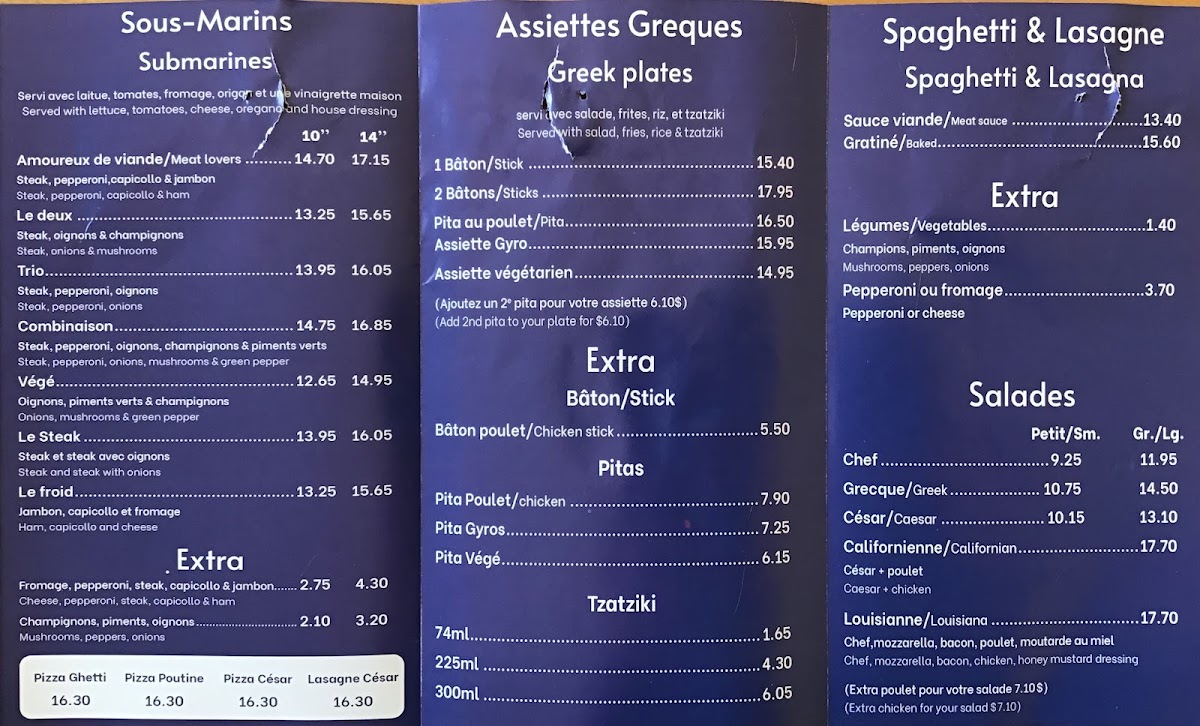 Sous-Marins
Submarines
Servi avec laitue, tomates, fromage, origan et une vinaigrette maison
Served with lettuce, tomatoes, cheese, oregano and house dressing
10’’ 14’’
Amoureux de viande/Meat lovers .......... 14.70 17.15
Steak, pepperoni,capicollo & jambon
Steak, pepperoni, capicollo & ham
Le deux .......... 13.25 15.65
Steak, oignons & champignons
Steak, onions & mushrooms
Trio.......... 13.95 16.05
Steak, pepperoni, oignons
Steak, pepperoni, onions
Combinaison.......... 14.75 16.85
Steak, pepperoni, oignons, champignons & piments verts
Steak, pepperoni, onions, mushrooms & green pepper
Végé.......... 12.65 14.95
Oignons, piments verts & champignons
Onions, mushrooms & green pepper
Le Steak .......... 13.95 16.05
Steak et steak avec oignons
Steak and steak with onions
Le froid.......... 13.25 15.65
Jambon, capicollo et fromage
Ham, capicollo and cheese
Extra
Fromage, pepperoni, steak, capicollo & jambon....... 2.75 4.30
Cheese, pepperoni, steak, capicollo & ham
Champignons, piments, oignons.......... 2.10 3.20
Mushrooms, peppers, onions
Pizza Ghetti Pizza Poutine Pizza César Lasagne César
16.30 16.30 16.30 16.30
Assiettes Greques
Greek plates
servi avec salade, frites, riz, et tzatziki
Served with salad, fries, rice & tzatziki
1 Bâton/Stick .......... 15.40
2 Bâtons/Sticks .......... 17.95
Pita au poulet/Pita.......... 16.50
Assiette Gyro.......... 15.95
Assiette végétarien.......... 14.95
(Ajoutez un 2e pita pour votre assiette 6.10$)
(Add 2nd pita to your plate for $6.10)
Extra
Bâton/Stick
Bâton poulet/Chicken stick .......... 5.50
Pitas
Pita Poulet/chicken .......... 7.90
Pita Gyros.......... 7.25
Pita Végé.......... 6.15
Tzatziki
74ml.......... 1.65
225ml .......... 4.30
300ml .......... 6.05
Spaghetti & Lasagne
Spaghetti & Lasagna
Sauce viande/Meat sauce ..........13.40
Gratiné/Baked..........15.60
Extra
Légumes/Vegetables..........1.40
Champions, piments, oignons
Mushrooms, peppers, onions
Pepperoni ou fromage..........3.70
Pepperoni or cheese
Salades
Petit/Sm. Gr./Lg.
Chef ..........9.25 11.95
Grecque/Greek .......... 10.75 14.50
César/Caesar .......... 10.15 13.10
Californienne/Californian..........17.70
César + poulet
Caesar + chicken
Louisianne/Louisiana ..........17.70
Chef,mozzarella, bacon, poulet, moutarde au miel
Chef, mozzarella, bacon, chicken, honey mustard dressing
(Extra poulet pour votre salade 7.10$)
(Extra chicken for your salad $7.10)